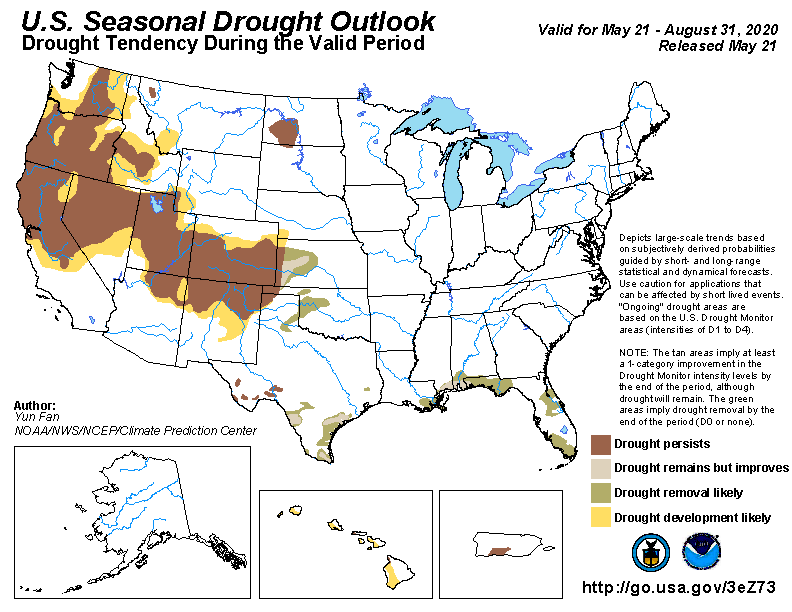 U.S. Seasonal Drought Outlook
Drought Tendency During the Valid Period
Valid for May 21 - August 31, 2020
Released May 21
Depicts large-scale trends based
on subjectively derived probabilities
guided by short- and long-range
statistical and dynamical forecasts.
Use caution for applications that
can be affected by short lived events.
"Ongoing" drought areas are
based on the U.S. Drought Monitor
areas (intensities of D1 to D4).
NOTE: The tan areas imply at least
a 1-category improvement in the
Drought Monitor intensity levels by
the end of the period, although
drought will remain. The green
areas imply drought removal by the
end of the period (D0 or none).
Author:
Yun Fan
NOAA/NWS/NCEP/Climate Prediction Center
Drought persists
Drought remains but improves
Drought removal likely
Drought development likely
http://go.usa.gov/3eZ73